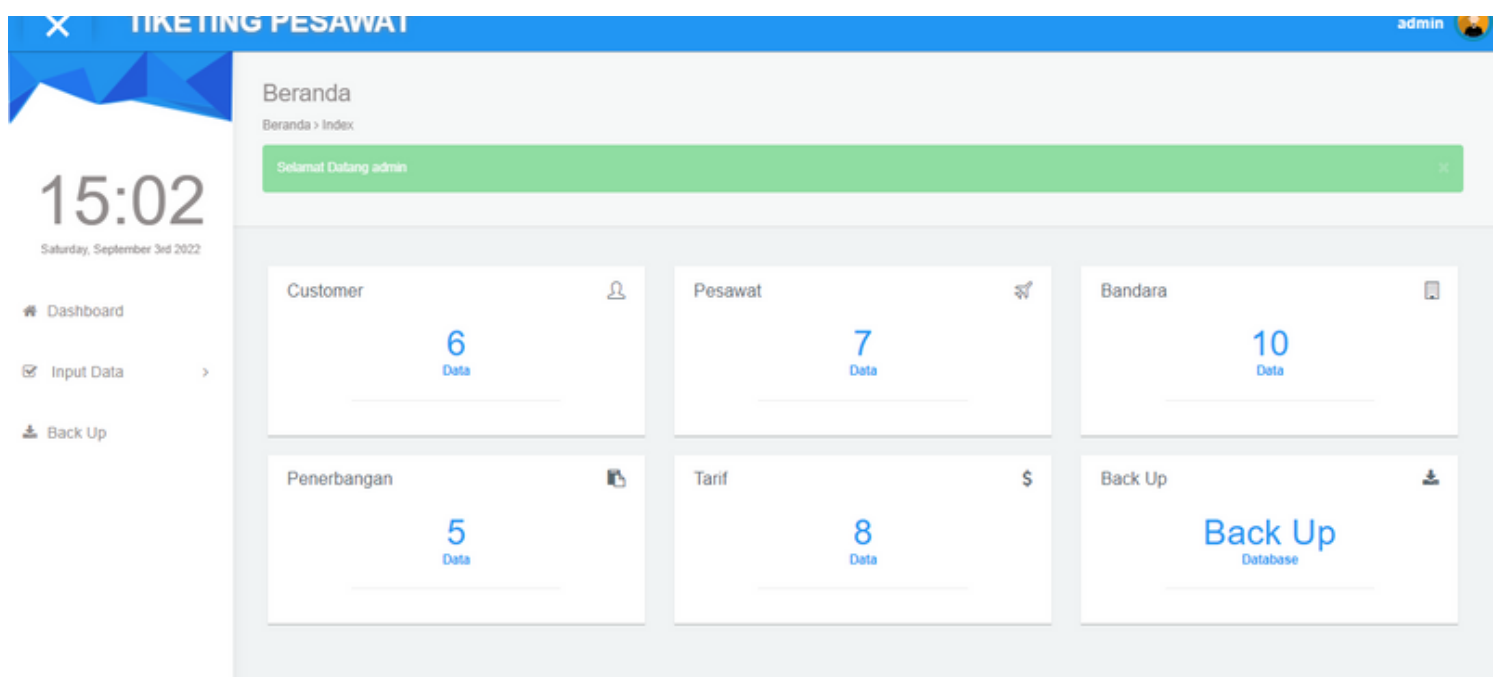 TIKETING PESAWAT
admin
Beranda
Beranda > Index
Selamat Datang admin
15:02
Saturday, September 3rd 2022
Dashboard
Input Data
Back Up
Customer
6
Data
Pesawat
7
Data
Bandara
10
Data
Penerbangan
5
Data
Tarif
$
8
Data
Back Up
Back Up
Database